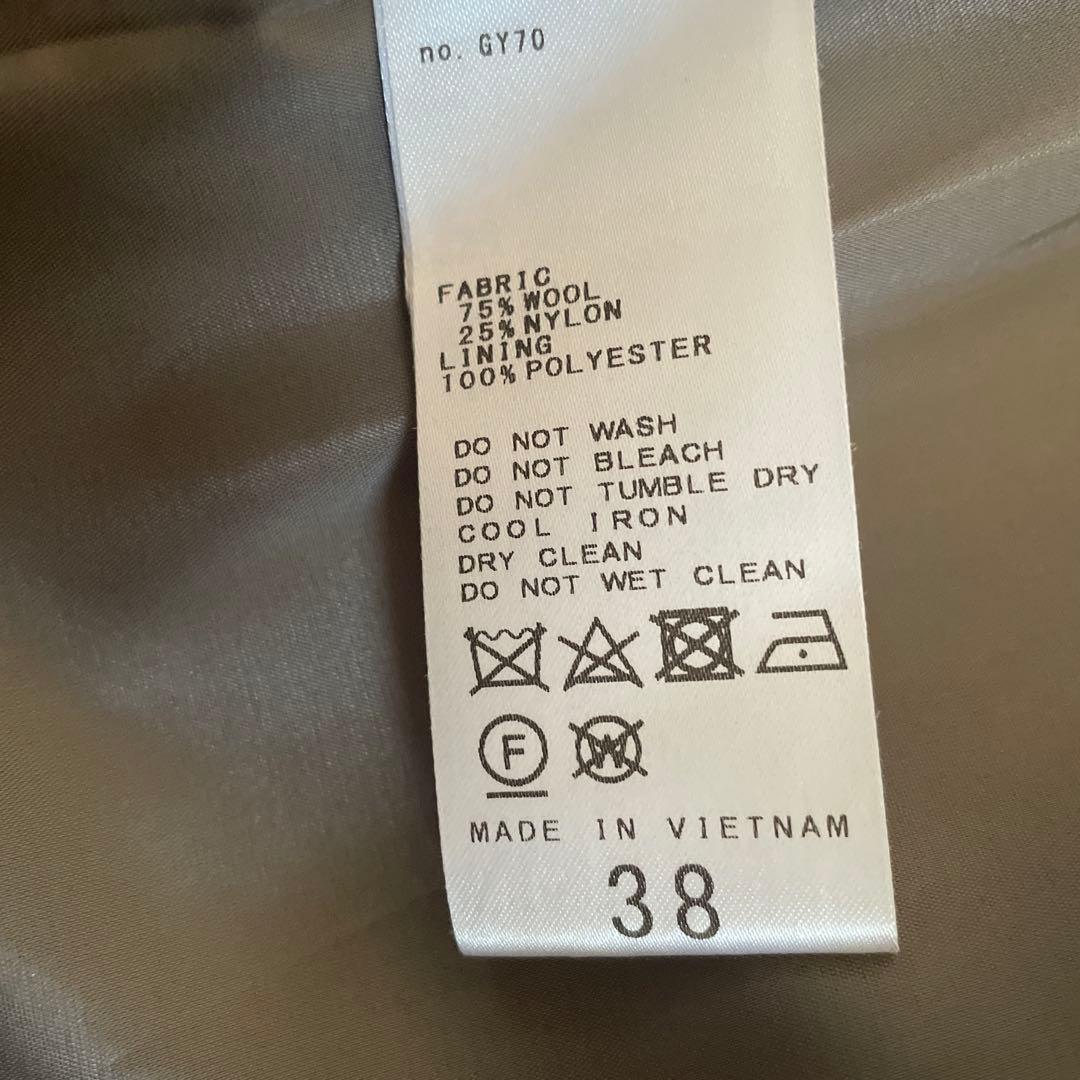 no. GY70
FABRIC
75% WOOL
25% NYLON
LINING
100% POLYESTER
DO NOT WASH
DO NOT BLEACH
DO NOT TUMBLE DRY
COOL IRON
DRY CLEAN
DO NOT WET CLEAN
F W
MADE IN VIETNAM
38